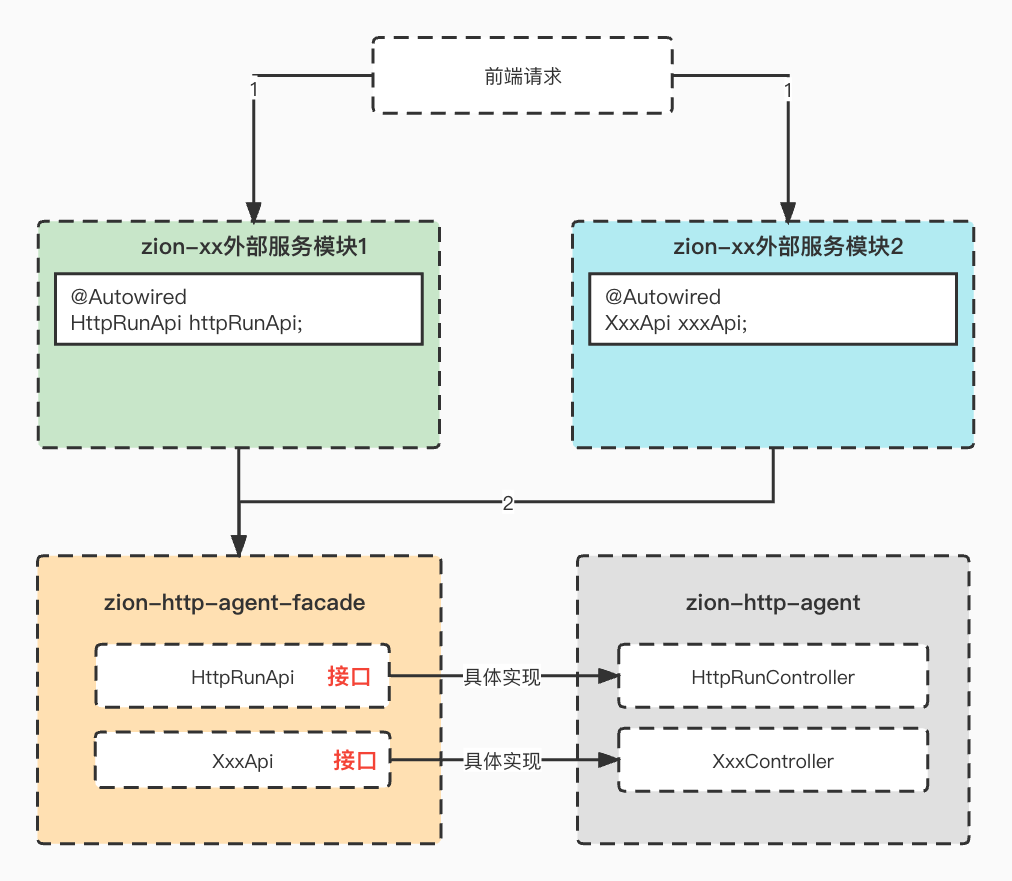 前端请求
1
1
zion-xx外部服务模块1
@Autowired
HttpRunApi httpRunApi;
zion-xx外部服务模块2
@Autowired
XxxApi xxxApi;
2
zion-http-agent-facade
zion-http-agent
HttpRunApi 接口
具体实现
HttpRunController
XxxApi 接口
具体实现
XxxController